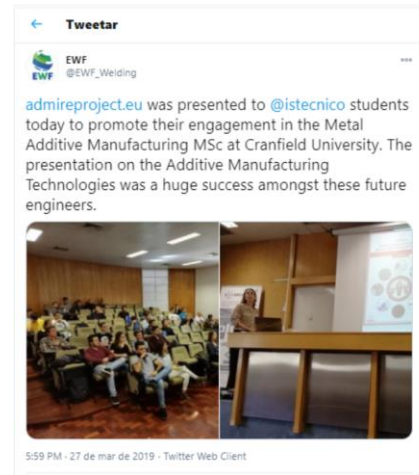 ← Tweetar
EWF
EWF
@EWF_Welding
admireproject.eu was presented to @istecnico students
today to promote their engagement in the Metal
Additive Manufacturing MSc at Cranfield University. The
presentation on the Additive Manufacturing
Technologies was a huge success amongst these future
engineers.
5:59 PM · 27 de mar de 2019 · Twitter Web Client